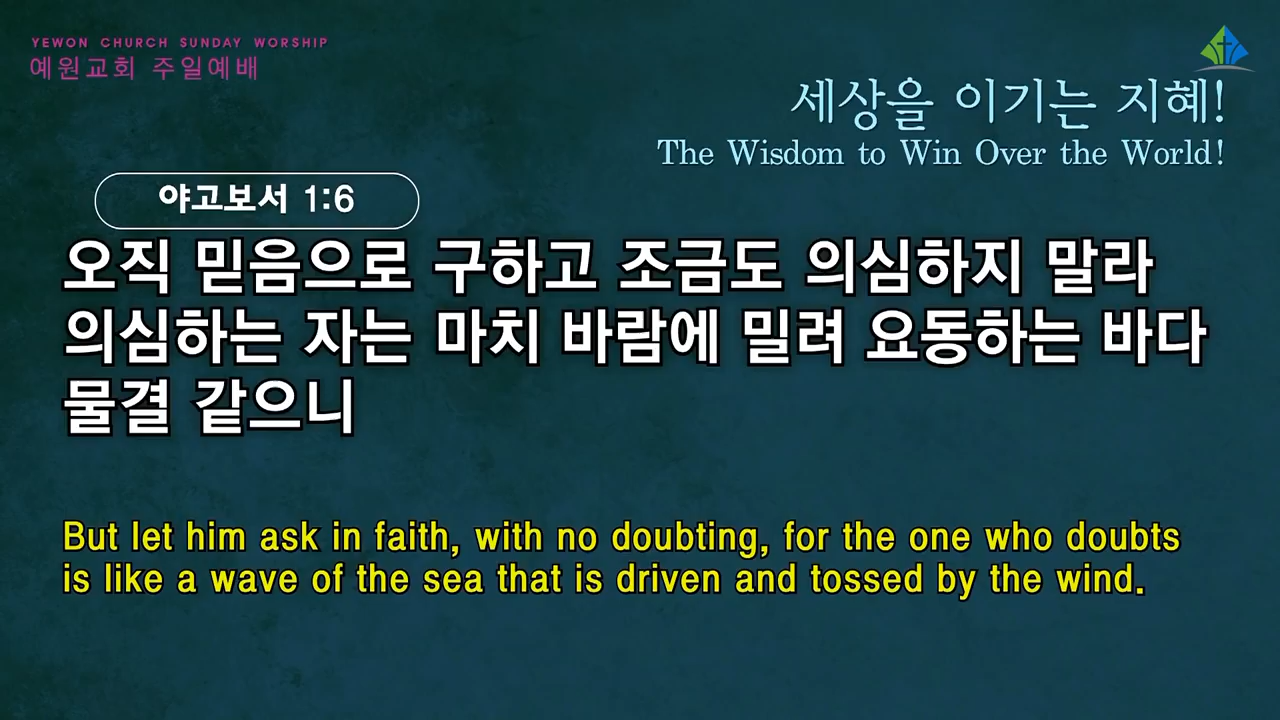 YEWON CHURCH SUNDAY WORSHIP
예원교회 주일예배
세상을 이기는 지혜!
The Wisdom to Win Over the World!
야고보서 1:6
오직 믿음으로 구하고 조금도 의심하지 말라
의심하는 자는 마치 바람에 밀려 요동하는 바다
물결 같으니
But let him ask in faith, with no doubting, for the one who doubts
is like a wave of the sea that is driven and tossed by the wind.